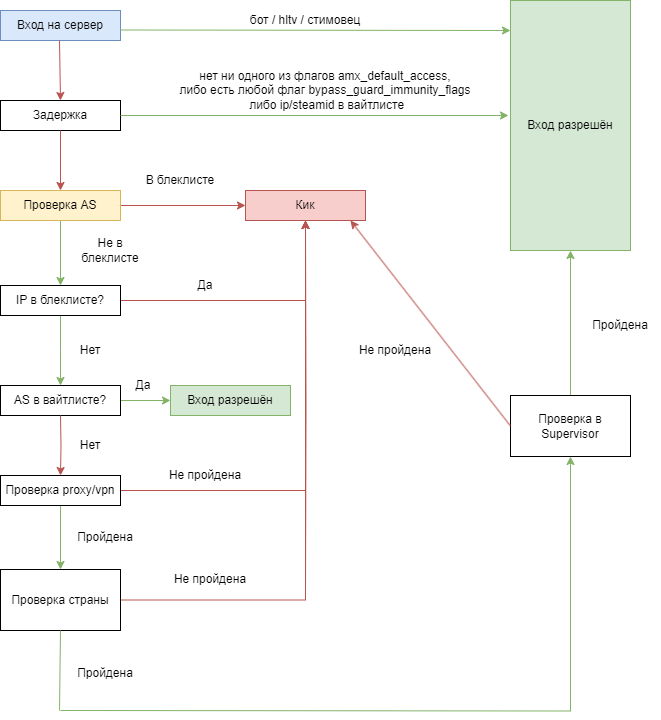 Вход на сервер
бот / hltv / стимовец
нет ни одного из флагов amx_default_access,
либо есть любой флаг bypass_guard_immunity_flags
либо ip/steamid в вайтлисте
Задержка
Вход разрешён
В блеклисте
Проверка AS
Кик
Не в
блеклисте
Да
IP в блеклисте?
Пройдена
Нет
Не пройдена
Да
AS в вайтлисте?
Вход разрешён
Проверка в
Supervisor
Нет
Не пройдена
Проверка proxy/vpn
Пройдена
Не пройдена
Проверка страны
Пройдена